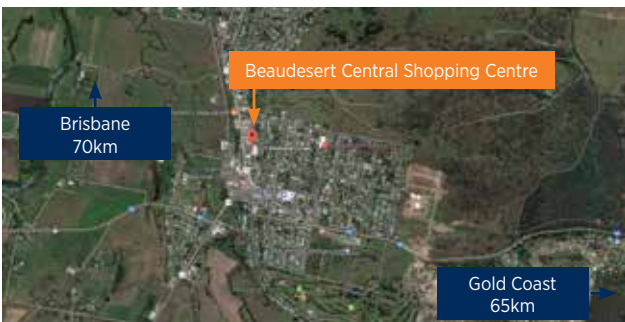 Beaudesert Central Shopping Centre
Brisbane
70km
Gold Coast
65km